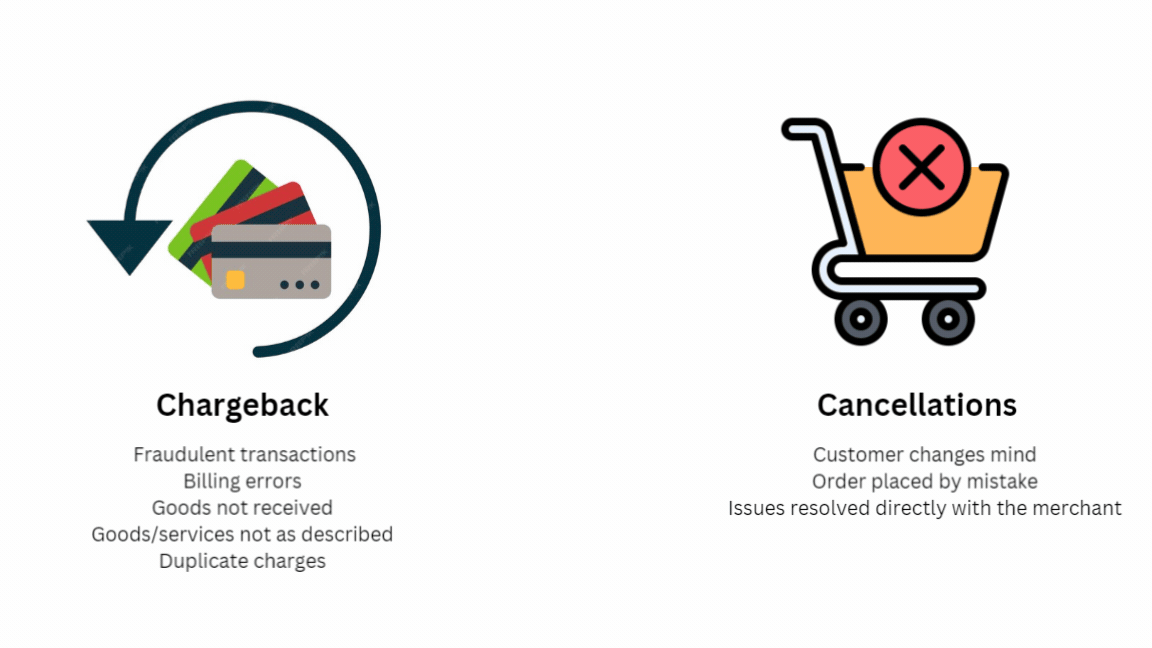 Chargeback
Fraudulent transactions
Billing errors
Goods not received
Goods/services not as described
Duplicate charges
Cancellations
Customer changes mind
Order placed by mistake
Issues resolved directly with the merchant